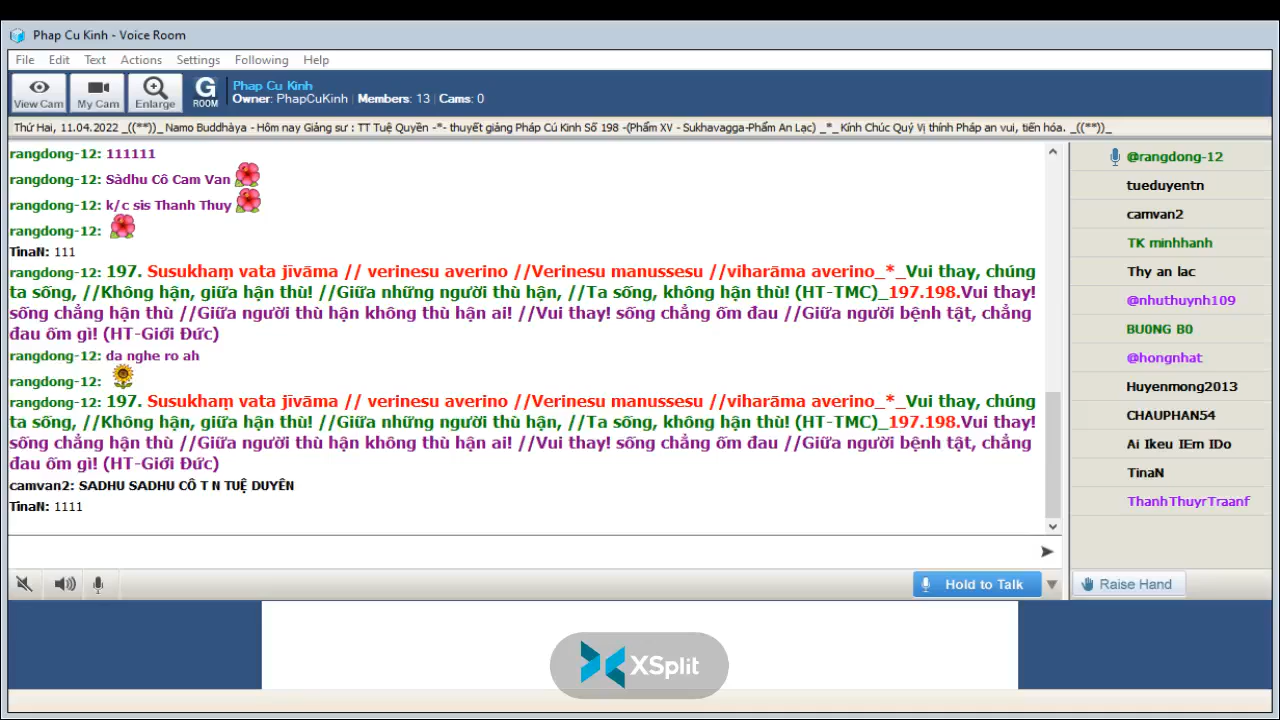 Phap Cu Kinh - Voice Room
File Edit Text Actions Settings Following Help
View Cam My Cam Enlarge G ROOM
Phap Cu Kinh
Owner: PhapCuKinh | Members: 13 | Cams: 0
Thứ Hai, 11.04.2022 _((**))_ Namo Buddhàya - Hôm nay Giảng sư : TT Tuệ Quyền -*- thuyết giảng Pháp Cú Kinh Số 198 -(Phẩm XV - Sukhavagga-Phẩm An Lạc) _*_ Kính Chúc Quý Vị thính Pháp an vui, tiến hóa. _((**))_
rangdong-12: 111111
rangdong-12: Sàdhu Cô Cam Van
rangdong-12: k/c sis Thanh Thuy
rangdong-12:
TinaN: 111
rangdong-12: 197. Susukhaṃ vata jīvāma // verinesu averino //Verinesu manussesu //viharāma averino_*_Vui thay, chúng
ta sống, //Không hận, giữa hận thù! //Giữa những người thù hận, //Ta sống, không hận thù! (HT-TMC)_197.198.Vui thay!
sống chẳng hận thù //Giữa người thù hận không thù hận ai! //Vui thay! sống chẳng ốm đau //Giữa người bệnh tật, chẳng
đau ốm gì! (HT-Giới Đức)
rangdong-12: da nghe ro ah
rangdong-12:
rangdong-12: 197. Susukhaṃ vata jīvāma // verinesu averino //Verinesu manussesu //viharāma averino_*_Vui thay, chúng
ta sống, //Không hận, giữa hận thù! //Giữa những người thù hận, //Ta sống, không hận thù! (HT-TMC)_197.198.Vui thay!
sống chẳng hận thù //Giữa người thù hận không thù hận ai! //Vui thay! sống chẳng ốm đau //Giữa người bệnh tật, chẳng
đau ốm gì! (HT-Giới Đức)
camvan2: SADHU SADHU CÔ T N TUỆ DUYÊN
TinaN: 1111
@rangdong-12
tueduyentn
camvan2
TK minhhanh
Thy an lac
@nhuthuynh109
BU0NG B0
@hongnhat
Huyenmong2013
CHAUPHAN54
Ai lkeu lErn lDo
TinaN
ThanhThuyrTraanf
Hold to Talk
Raise Hand
XSplit